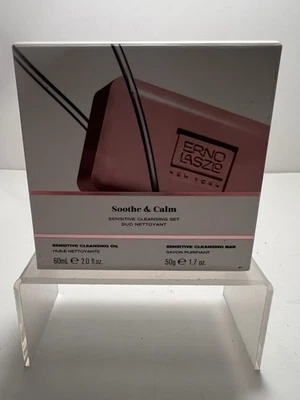 ERNO
LASZLO
NEW YORK
Soothe & Calm
SENSITIVE CLEANSING SET
DUO NETTOYANT
SENSITIVE CLEANSING OIL
HUILE NETTOYANTE
60mL ℮ 2.0 fl.oz.
SENSITIVE CLEANSING BAR
SAVON PURIFIANT
50g ℮ 1.7 oz.